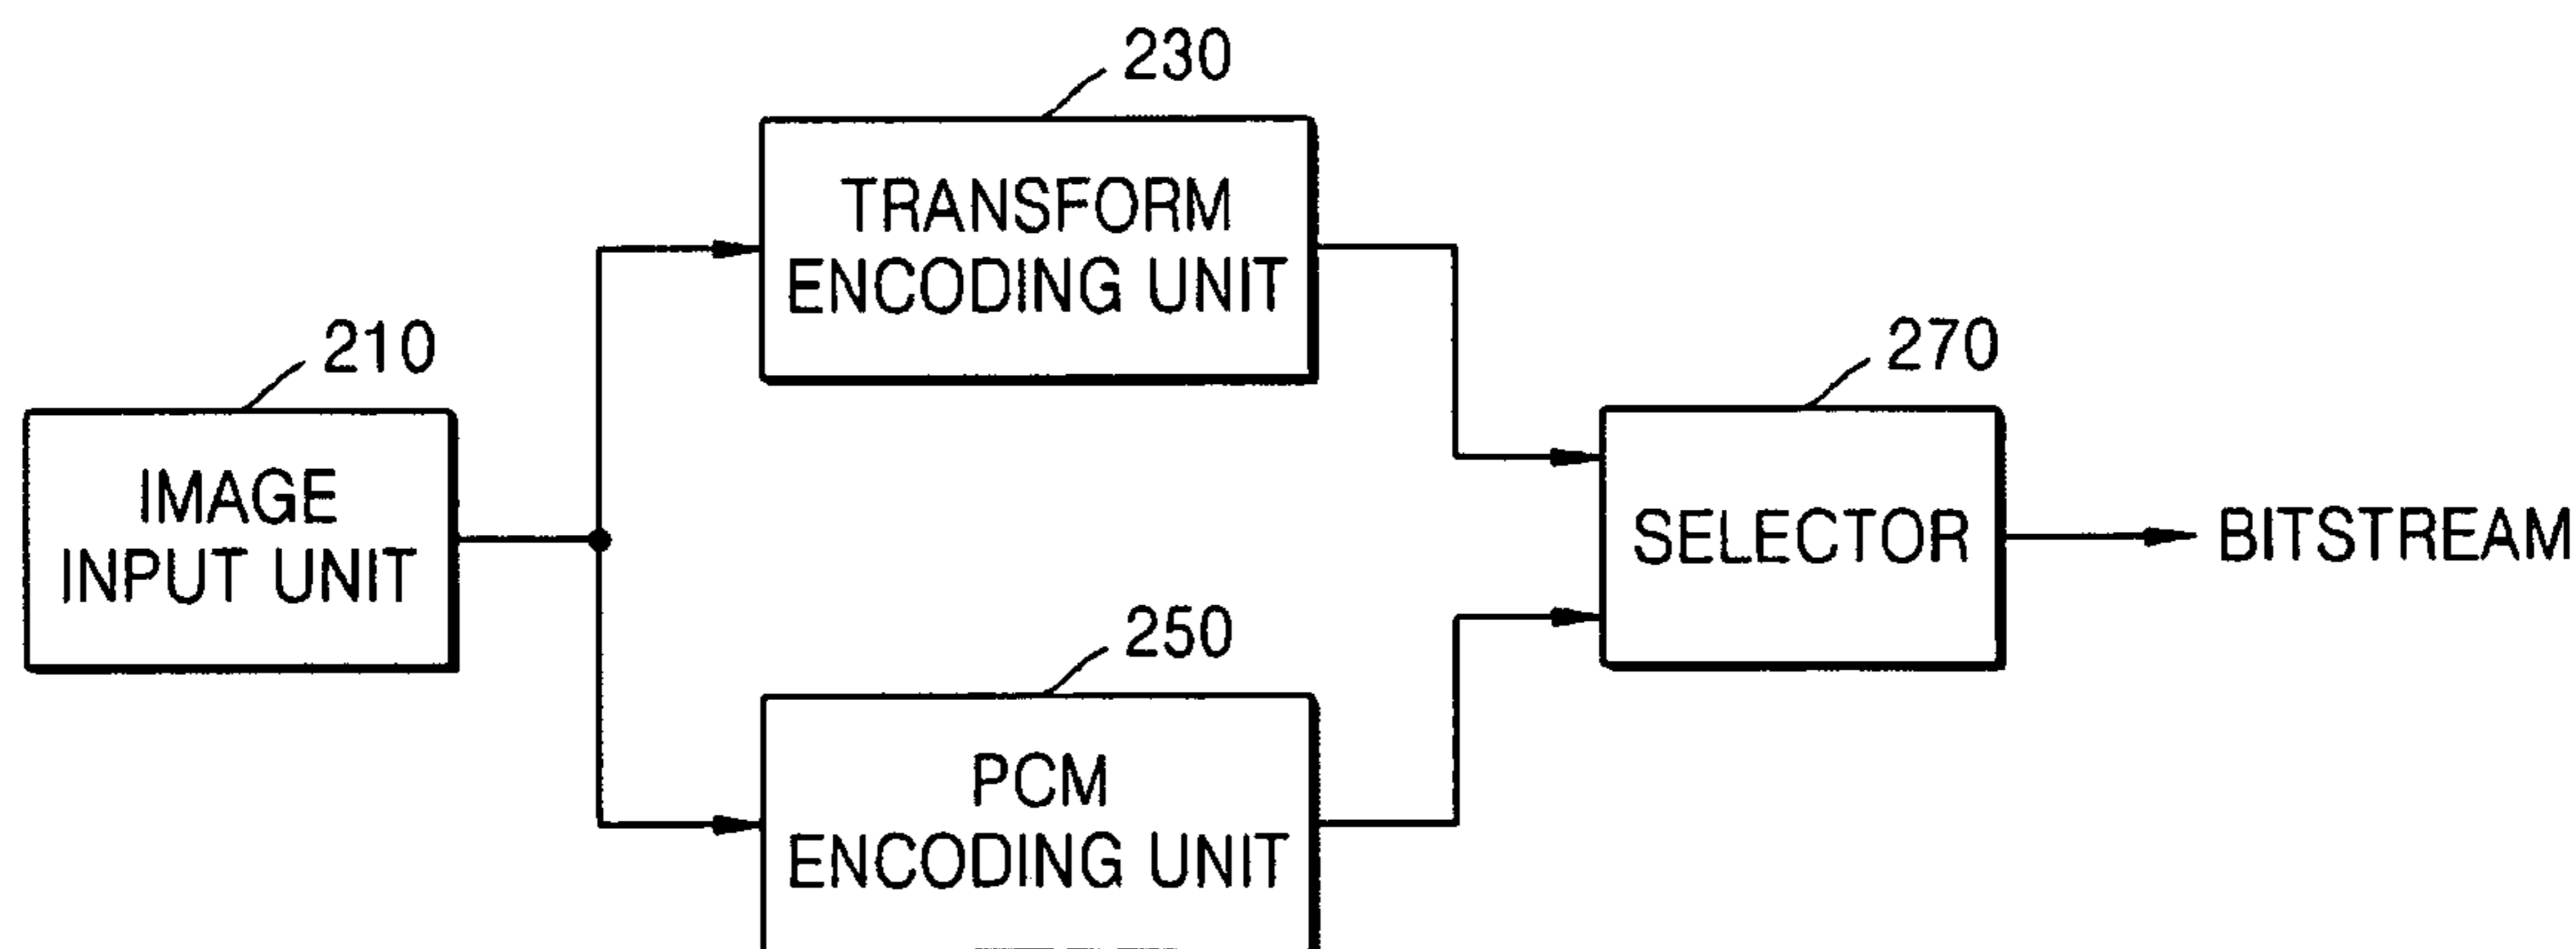 230
TRANSFORM
ENCODING UNIT
210
IMAGE
INPUT UNIT
270
SELECTOR
BITSTREAM
250
PCM
ENCODING UNIT